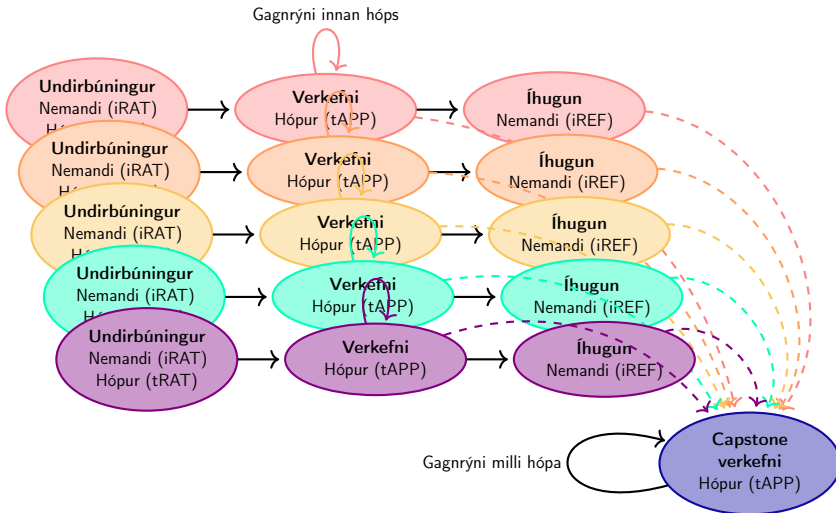 Gagnrýni innan hóps
Undirbúningur
Nemandi (iRAT)
Verkefni
Hópur (tAPP)
Íhugun
Nemandi (iREF)
Undirbúningur
Nemandi (iRAT)
Verkefni
Hópur (tAPP)
Íhugun
Nemandi (iREF)
Undirbúningur
Nemandi (iRAT)
Verkefni
Hópur (tAPP)
Íhugun
Nemandi (iREF)
Undirbúningur
Nemandi (iRAT)
Verkefni
Hópur (tAPP)
Íhugun
Nemandi (iREF)
Undirbúningur
Nemandi (iRAT)
Hópur (tRAT)
Verkefni
Hópur (tAPP)
Íhugun
Nemandi (iREF)
Capstone
verkefni
Hópur (tAPP)
Gagnrýni milli hópa